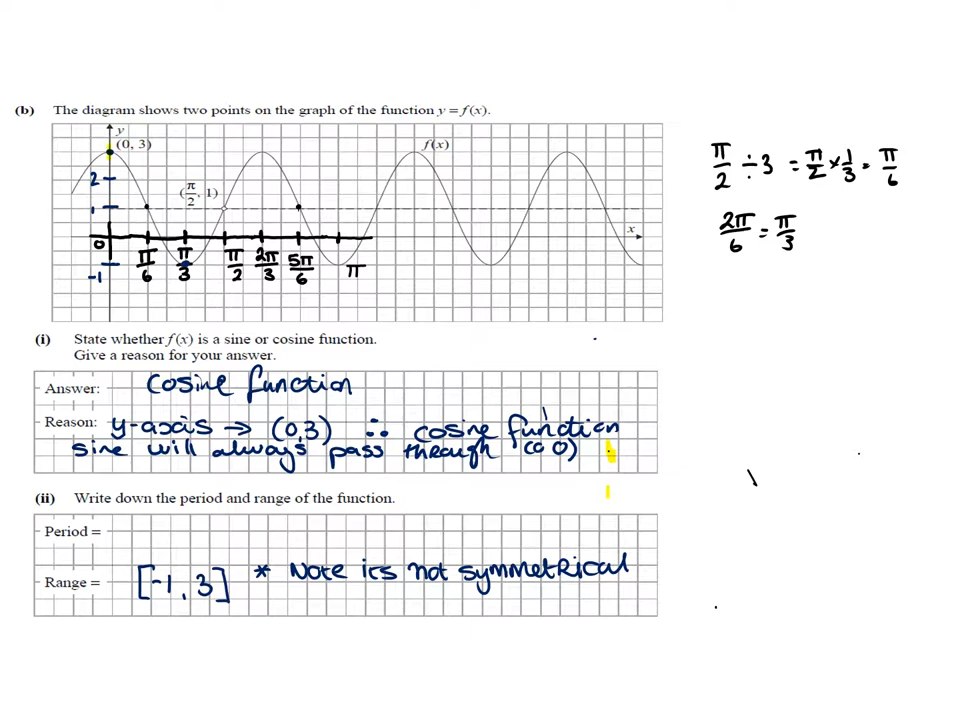 (b) The diagram shows two points on the graph of the function y = f(x).
y
(0, 3)
f(x)
2
(π/2, 1)
1
x
0
-1
π/6 π/3 π/2 2π/3 5π/6 π
π/2 ÷ 3 = π/2 × 1/3 = π/6
2π/6 = π/3
(i) State whether f(x) is a sine or cosine function.
Give a reason for your answer.
Answer: Cosine function
Reason: y-axis → (0,3) ∴ cosine function
sine will always pass through (0 0)
(ii) Write down the period and range of the function.
Period =
Range = [-1, 3] * Note its not symmetrical